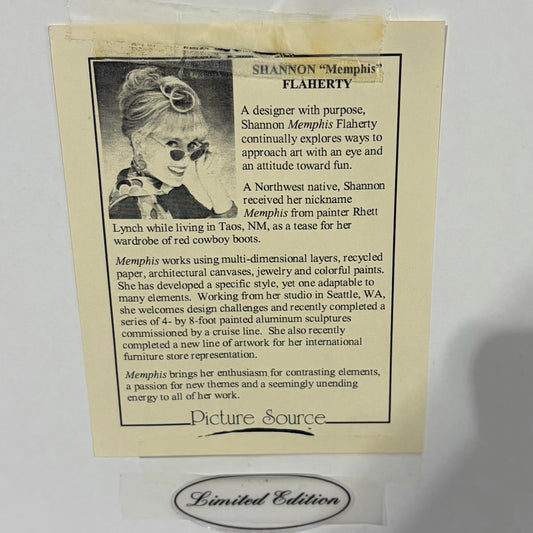 SHANNON "Memphis"
FLAHERTY
A designer with purpose,
Shannon Memphis Flaherty
continually explores ways to
approach art with an eye and
an attitude toward fun.
A Northwest native, Shannon
received her nickname
Memphis from painter Rhett
Lynch while living in Taos, NM, as a tease for her
wardrobe of red cowboy boots.
Memphis works using multi-dimensional layers, recycled
paper, architectural canvases, jewelry and colorful paints.
She has developed a specific style, yet one adaptable to
many elements. Working from her studio in Seattle, WA,
she welcomes design challenges and recently completed a
series of 4- by 8-foot painted aluminum sculptures
commissioned by a cruise line. She also recently
completed a new line of artwork for her international
furniture store representation.
Memphis brings her enthusiasm for contrasting elements,
a passion for new themes and a seemingly unending
energy to all of her work.
Picture Source
Limited Edition